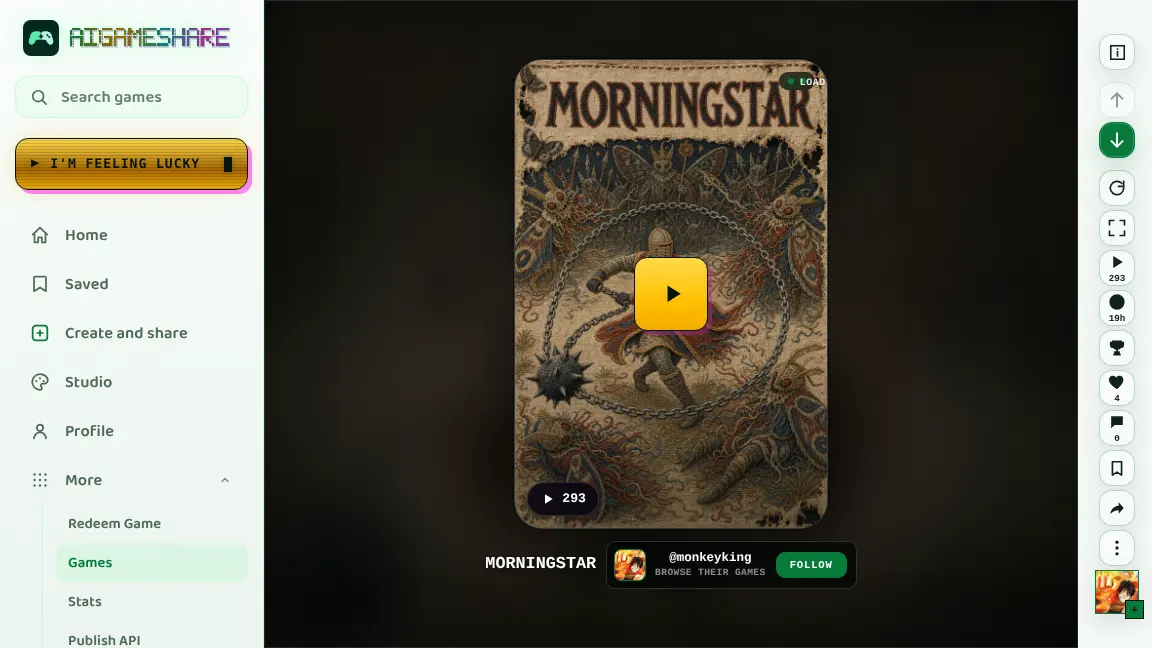 AIGAMESHARE
Search games
I'M FEELING LUCKY
Home
Saved
Create and share
Studio
Profile
More
Redeem Game
Games
Stats
Publish API
MORNINGSTAR
LOAD
293
MORNINGSTAR
@monkeyking
BROWSE THEIR GAMES
FOLLOW
293
19h
4
0